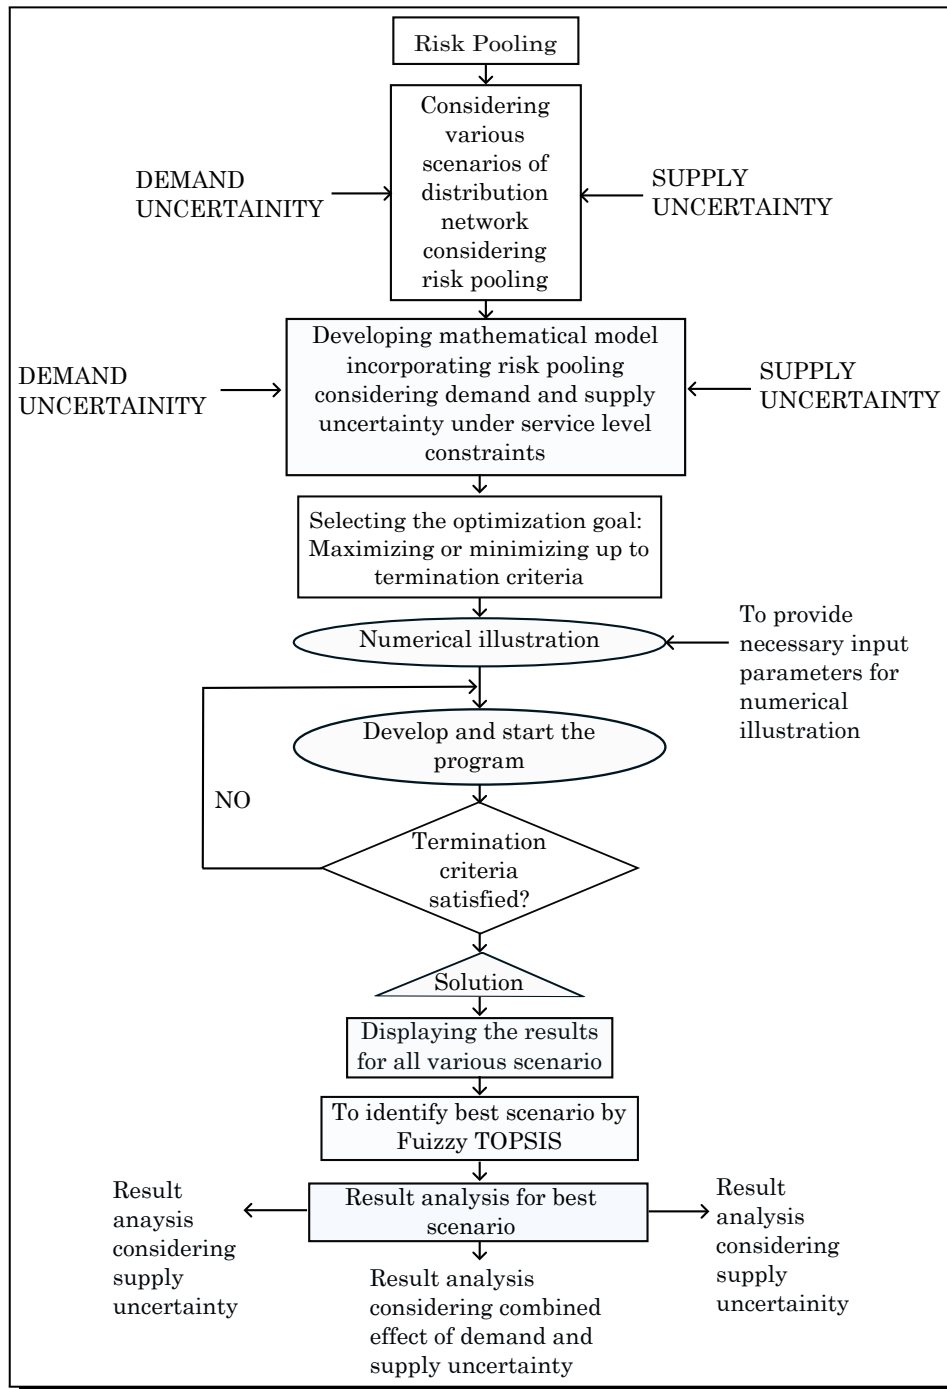 Risk Pooling
Considering
various
scenarios of
distribution
network
considering
risk pooling
DEMAND
UNCERTAINITY
SUPPLY
UNCERTAINTY
Developing mathematical model
incorporating risk pooling
considering demand and supply
uncertainty under service level
constraints
DEMAND
UNCERTAINITY
SUPPLY
UNCERTAINTY
Selecting the optimization goal:
Maximizing or minimizing up to
termination criteria
Numerical illustration
To provide
necessary input
parameters for
numerical
illustration
Develop and start the
program
NO
Termination
criteria
satisfied?
Solution
Displaying the results
for all various scenario
To identify best scenario by
Fuizzy TOPSIS
Result analysis for best
scenario
Result
anaysis
considering
supply
uncertainty
Result analysis
considering combined
effect of demand and
supply uncertainty
Result
analysis
considering
supply
uncertainity